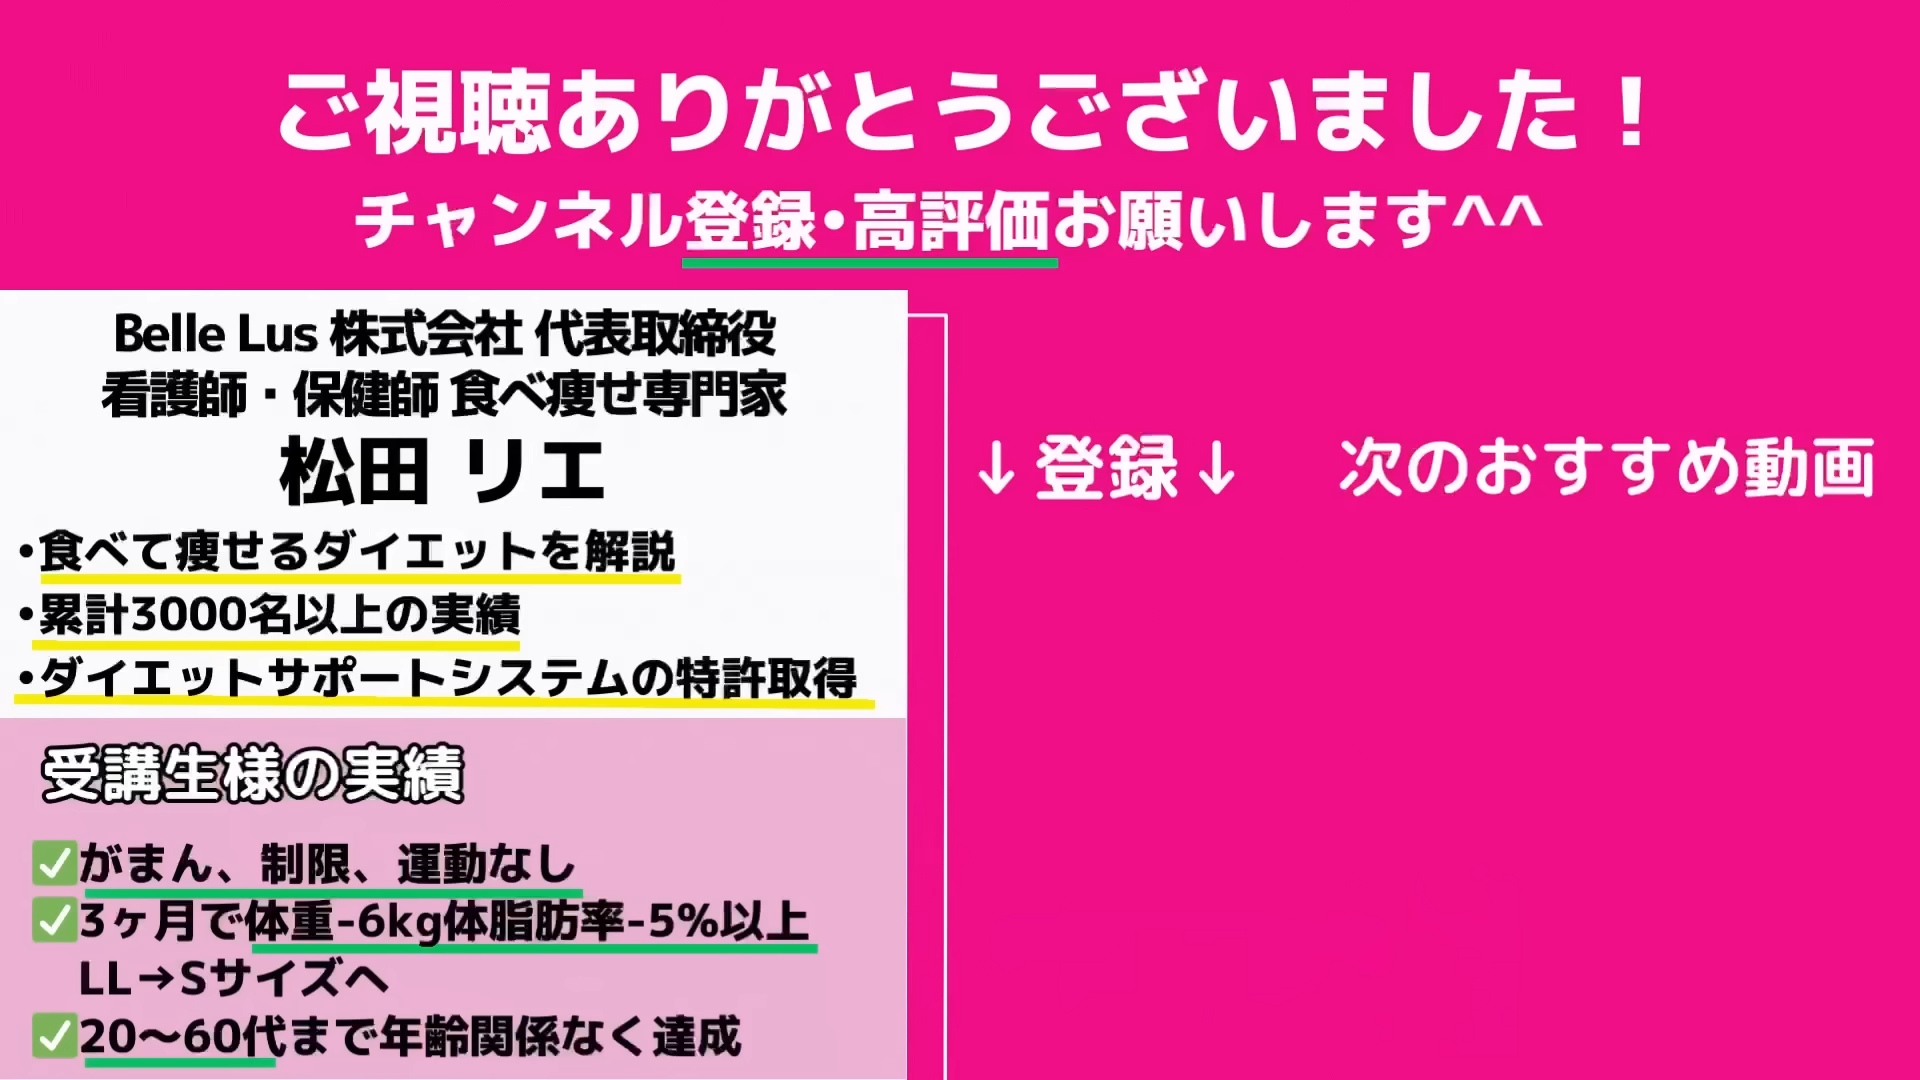 ご視聴ありがとうございました！
チャンネル登録・高評価お願いします^^
Belle Lus 株式会社 代表取締役
看護師・保健師 食べ痩せ専門家
松田 リエ
・食べて痩せるダイエットを解説
・累計3000名以上の実績
・ダイエットサポートシステムの特許取得
受講生様の実績
✅がまん、制限、運動なし
✅3ヶ月で体重-6kg体脂肪率-5%以上
LL→Sサイズへ
✅20〜60代まで年齢関係なく達成
↓登録↓
次のおすすめ動画